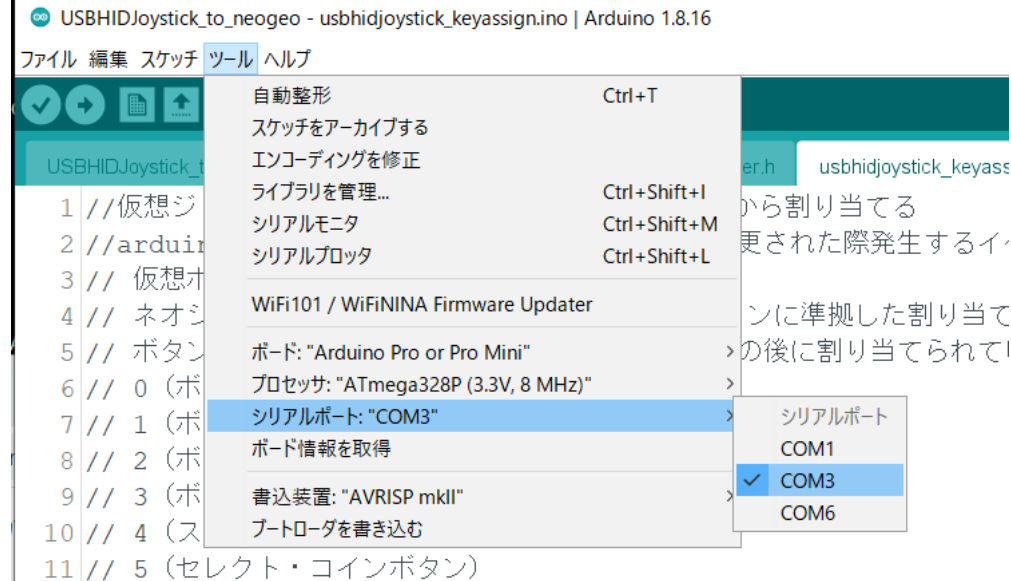 USBHIDJoystick_to_neogeo - usbhidjoystick_keyassign.ino | Arduino 1.8.16
ファイル 編集 スケッチ ツール ヘルプ
自動整形 Ctrl+T
スケッチをアーカイブする
エンコーディングを修正
ライブラリを管理... Ctrl+Shift+I
シリアルモニタ Ctrl+Shift+M
シリアルプロッタ Ctrl+Shift+L
WiFi101 / WiFiNINA Firmware Updater
ボード: "Arduino Pro or Pro Mini"
プロセッサ: "ATmega328P (3.3V, 8 MHz)"
シリアルポート: "COM3"
ボード情報を取得
書込装置: "AVRISP mkII"
ブートローダを書き込む
シリアルポート
COM1
COM3
COM6
USBHIDJoystick_t er.h usbhidjoystick_keyass
1 //仮想ジ から割り当てる
2 //arduin 更された際発生するイ
3 // 仮想ボ
4 // ネオジ ンに準拠した割り当て
5 // ボタン の後に割り当てられて
6 // 0 (ボ
7 // 1 (ボ
8 // 2 (ボ
9 // 3 (ボ
10 // 4 (ス
11 // 5 (セレクト・コインボタン)